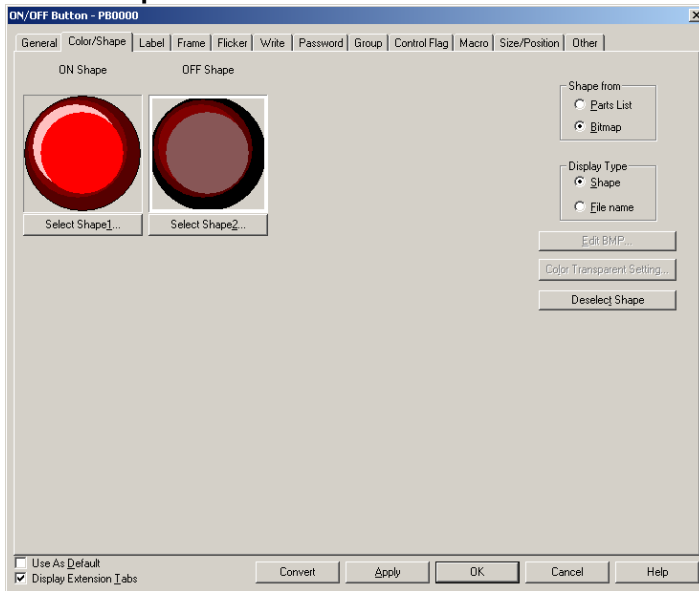 ON/OFF Button - PB0000
General Color/Shape Label Frame Flicker Write Password Group Control Flag Macro Size/Position Other
ON Shape OFF Shape
Select Shape1... Select Shape2...
Shape from
Parts List
Bitmap
Display Type
Shape
File name
Edit BMP...
Color Transparent Setting...
Deselect Shape
Use As Default
Display Extension Tabs
Convert Apply OK Cancel Help